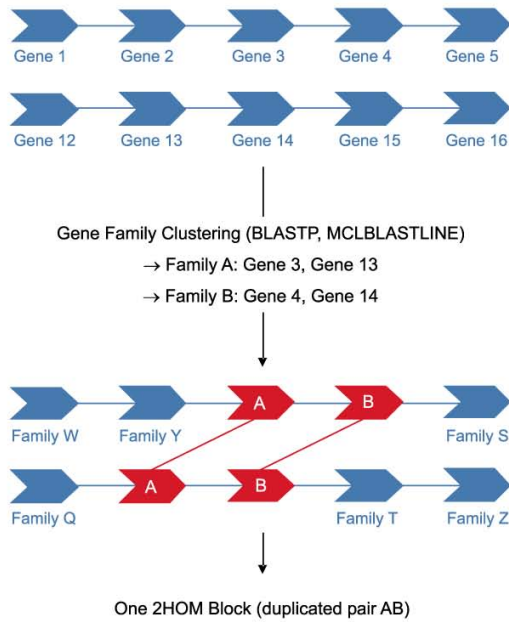 Gene 1 Gene 2 Gene 3 Gene 4 Gene 5
Gene 12 Gene 13 Gene 14 Gene 15 Gene 16
Gene Family Clustering (BLASTP, MCLBLASTLINE)
→ Family A: Gene 3, Gene 13
→ Family B: Gene 4, Gene 14
A B
Family W Family Y Family S
A B
Family Q Family T Family Z
One 2HOM Block (duplicated pair AB)